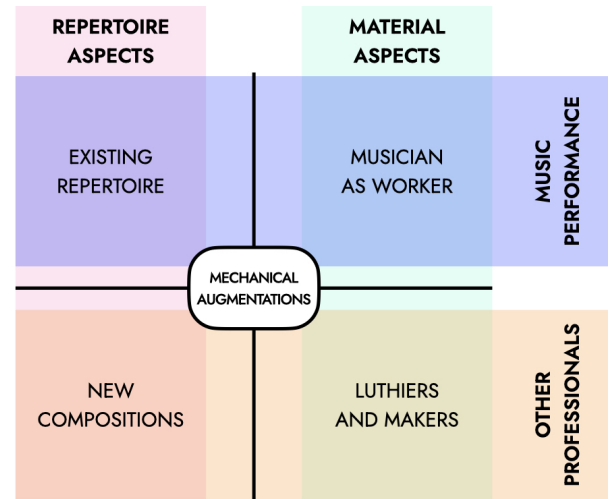 REPERTOIRE
ASPECTS
MATERIAL
ASPECTS
EXISTING
REPERTOIRE
MUSICIAN
AS WORKER
MUSIC
PERFORMANCE
MECHANICAL
AUGMENTATIONS
NEW
COMPOSITIONS
LUTHIERS
AND MAKERS
OTHER
PROFESSIONALS